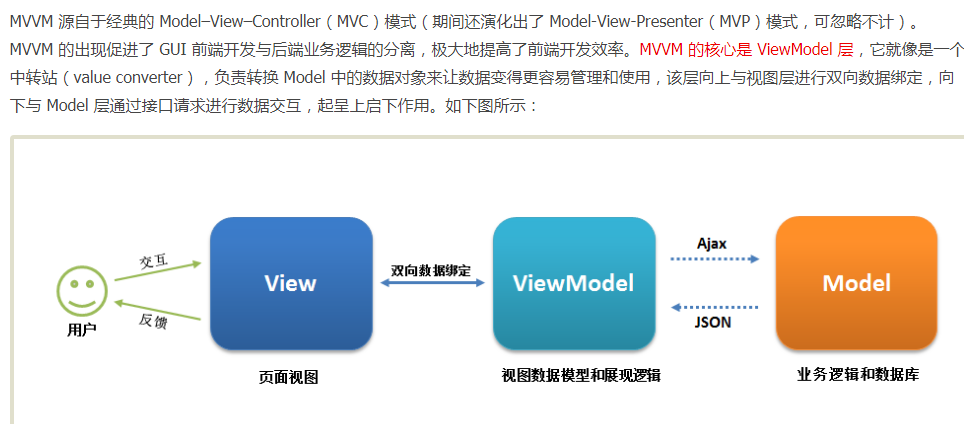 MVVM 源自于经典的 Model–View–Controller（MVC）模式（期间还演化出了 Model-View-Presenter（MVP）模式，可忽略不计）。
MVVM 的出现促进了 GUI 前端开发与后端业务逻辑的分离，极大地提高了前端开发效率。MVVM 的核心是 ViewModel 层，它就像是一个
中转站（value converter），负责转换 Model 中的数据对象来让数据变得更容易管理和使用，该层向上与视图层进行双向数据绑定，向
下与 Model 层通过接口请求进行数据交互，起呈上启下作用。如下图所示：
交互
反馈
用户
View
页面视图
双向数据绑定
ViewModel
视图数据模型和展现逻辑
Ajax
JSON
Model
业务逻辑和数据库